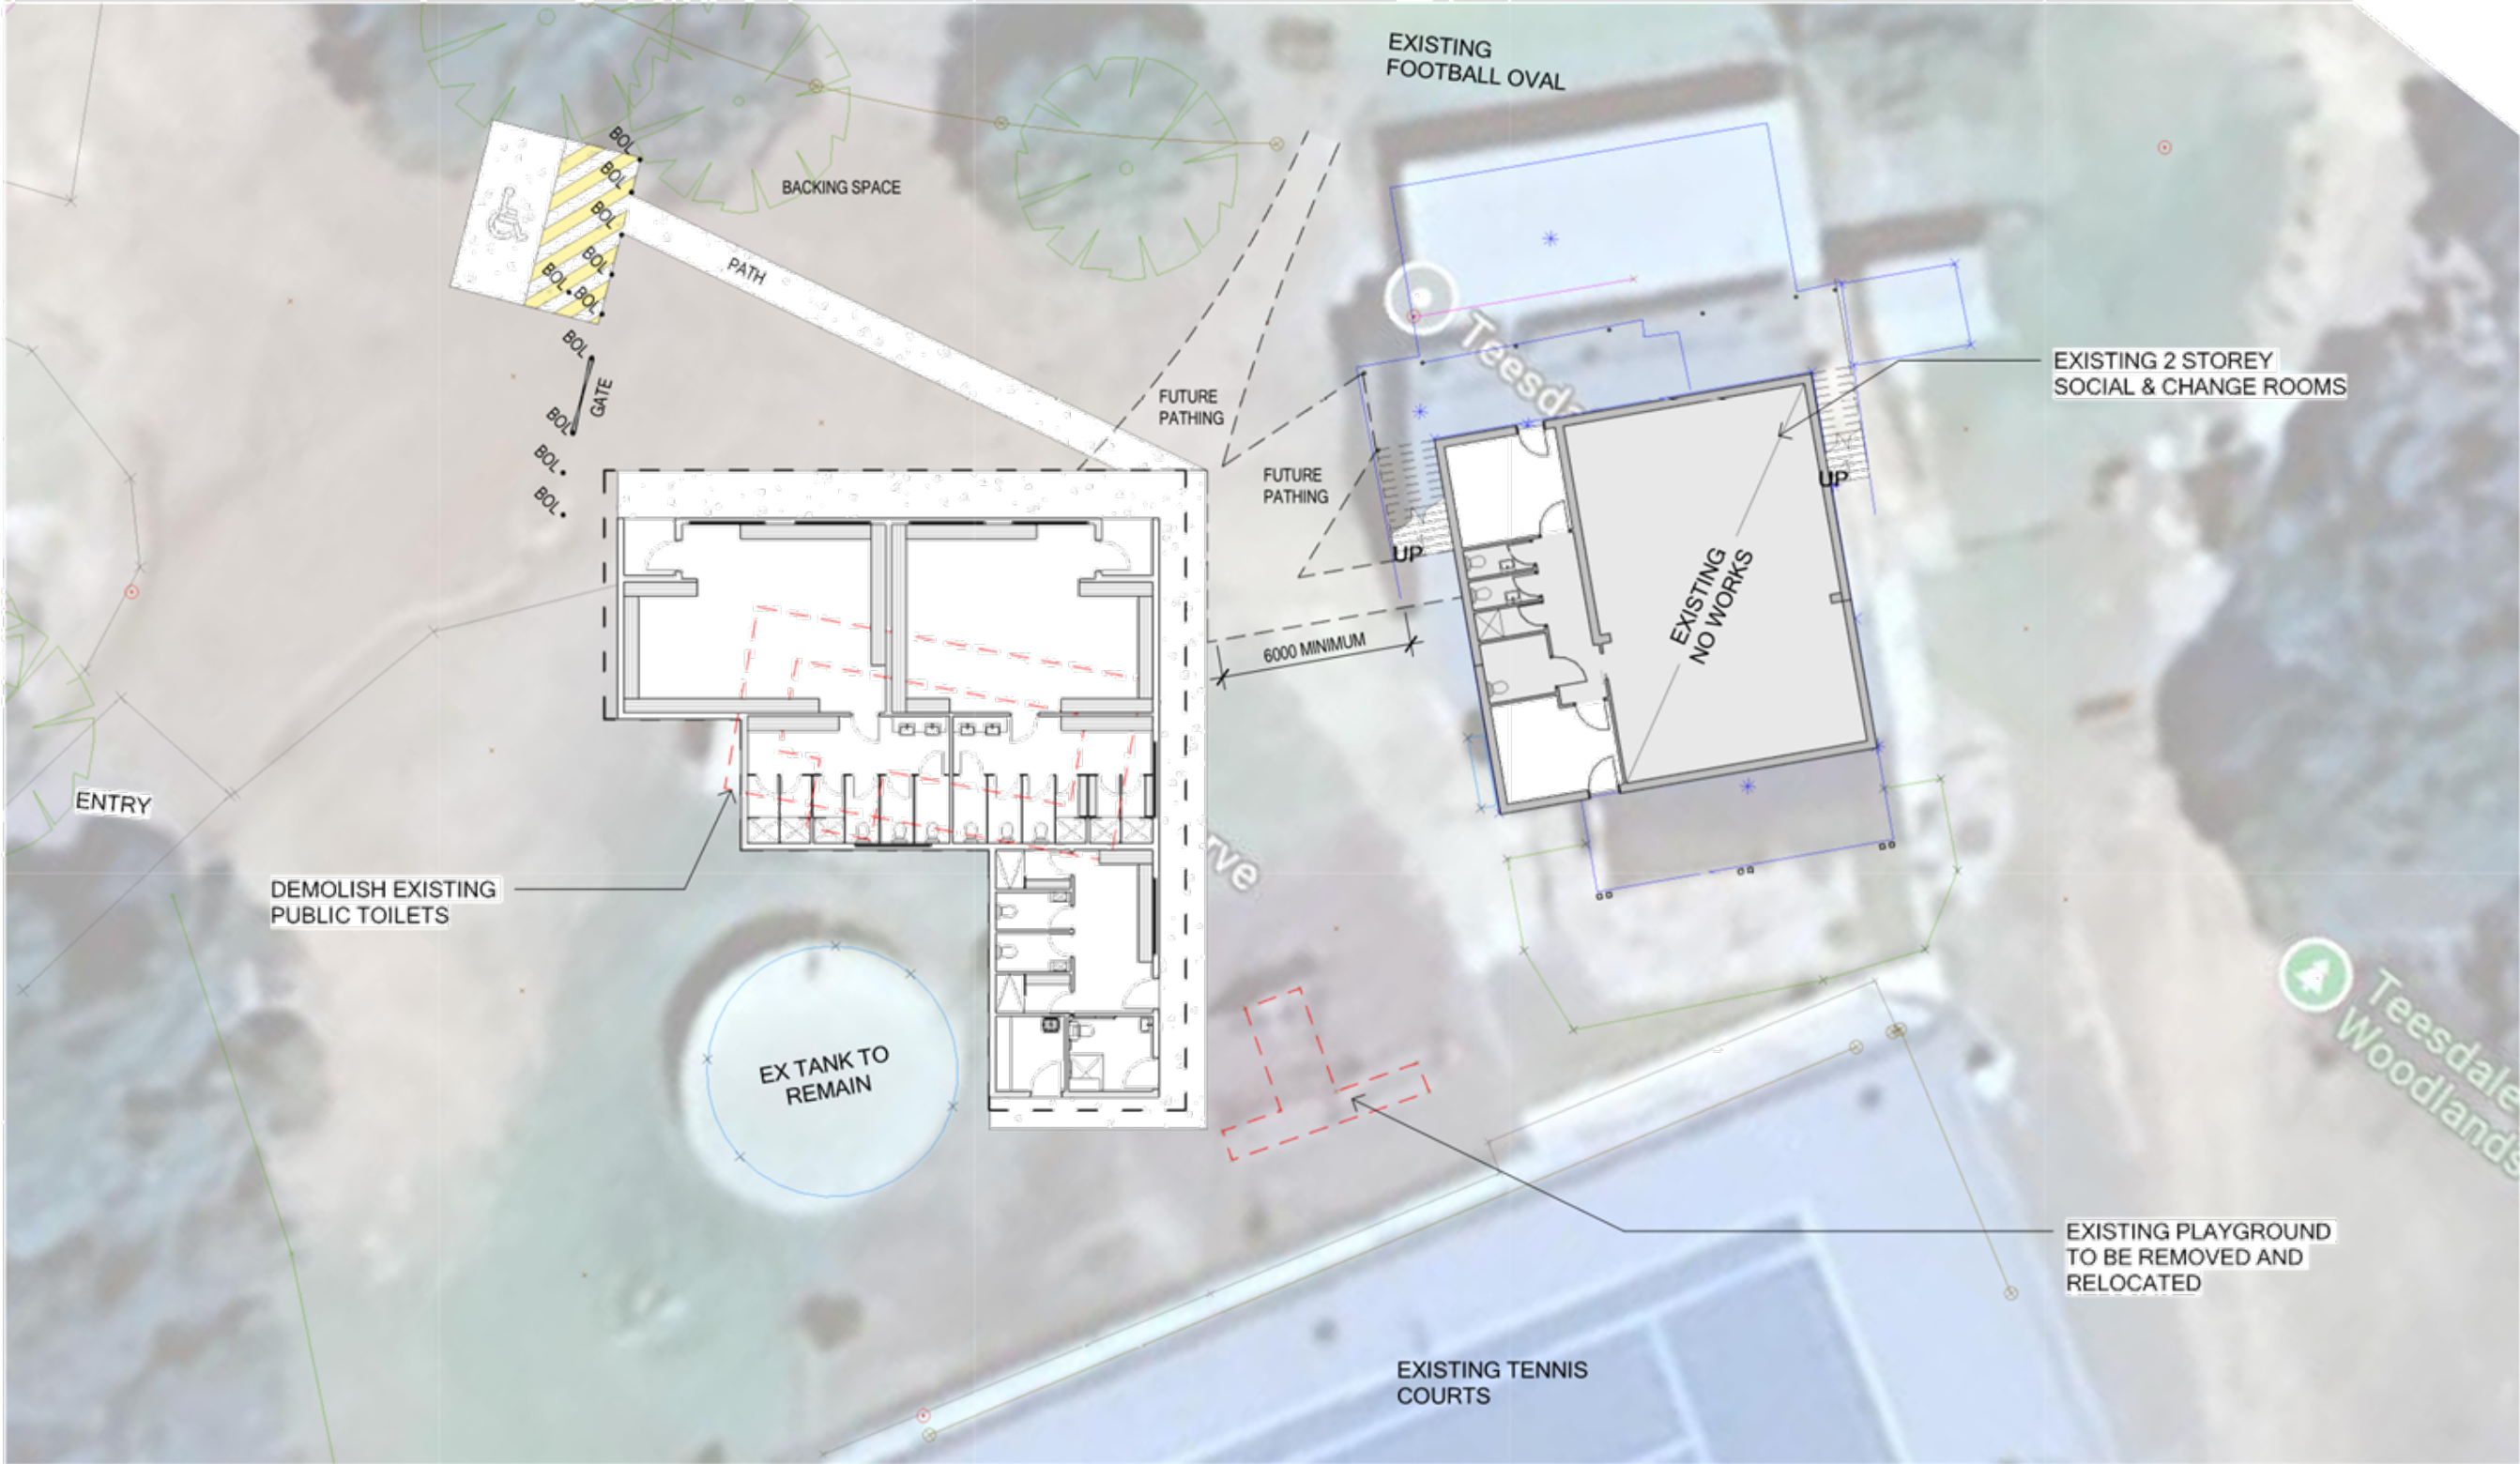 EXISTING
FOOTBALL OVAL
BOL
BOL
BACKING SPACE
BOL
BOL
PATH
BOL
BOL
BOL
GATE
BOL
BOL
BOL
FUTURE
PATHING
FUTURE
PATHING
Teesda
EXISTING 2 STOREY
SOCIAL & CHANGE ROOMS
UP
UP
EXISTING
NO WORKS
6000 MINIMUM
ENTRY
DEMOLISH EXISTING
PUBLIC TOILETS
rve
EX TANK TO
REMAIN
Teesdale
Woodlands
EXISTING PLAYGROUND
TO BE REMOVED AND
RELOCATED
EXISTING TENNIS
COURTS